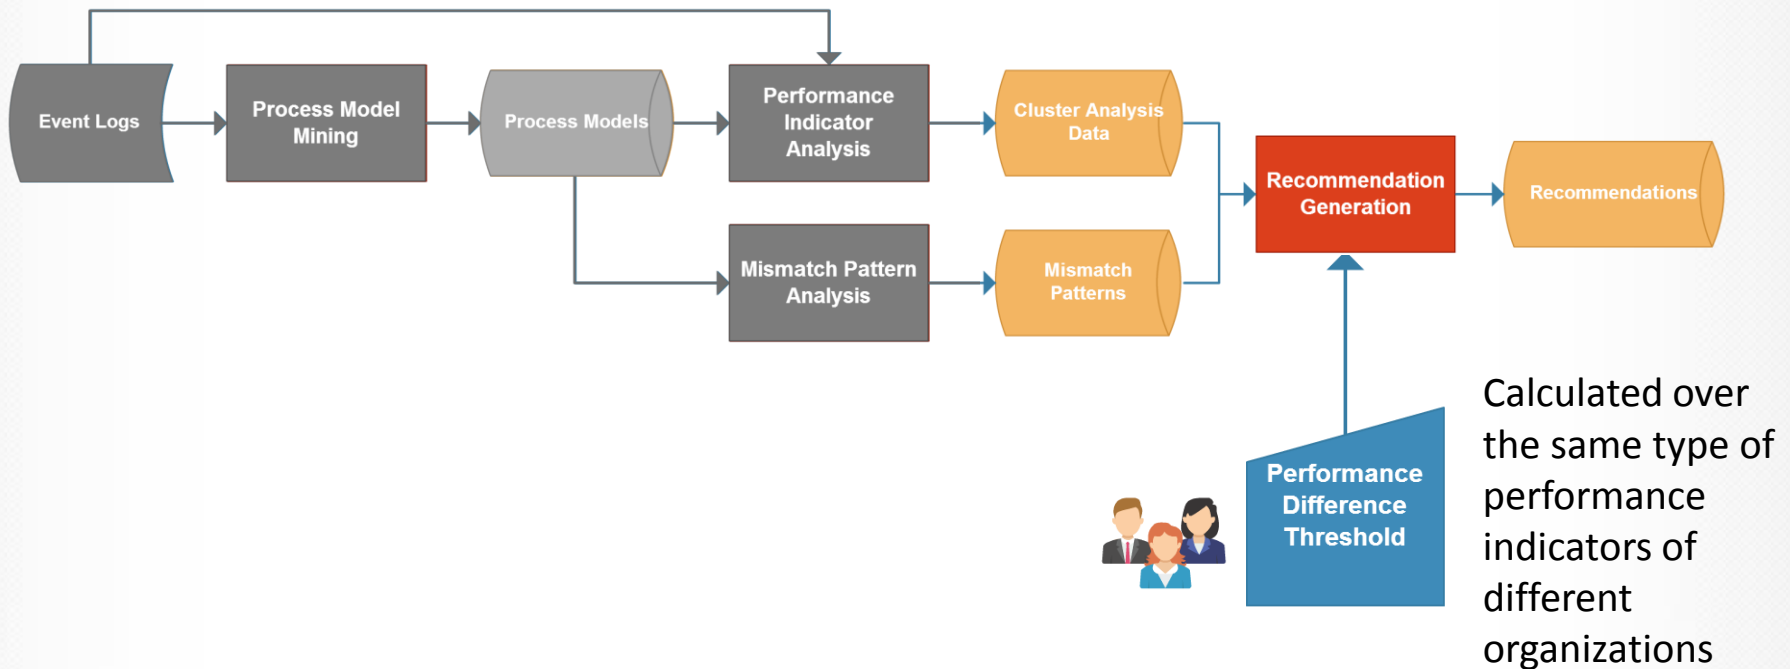 Event Logs
Process Model
Mining
Process Models
Performance
Indicator
Analysis
Cluster Analysis
Data
Mismatch Pattern
Analysis
Mismatch
Patterns
Recommendation
Generation
Recommendations
Performance
Difference
Threshold
Calculated over
the same type of
performance
indicators of
different
organizations